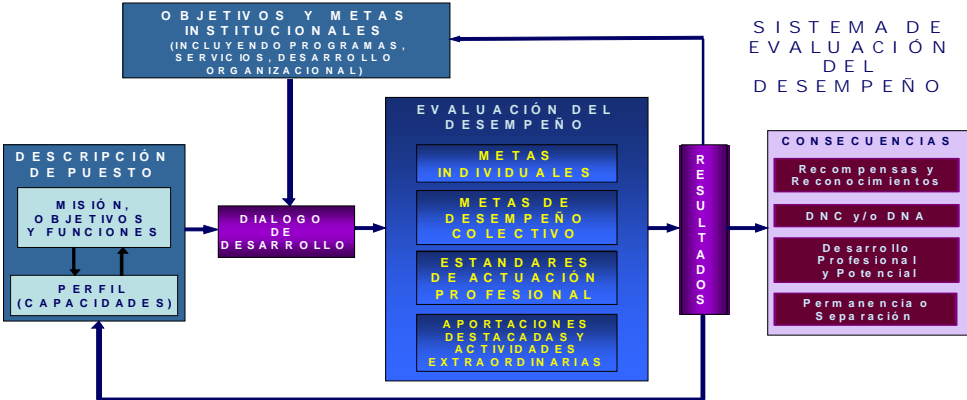 OBJETIVOS Y METAS
INSTITUCIONALES
(INCLUYENDO PROGRAMAS,
SERVICIOS, DESARROLLO
ORGANIZACIONAL)
SISTEMA DE
EVALUACIÓN
DEL
DESEMPEÑO
DESCRIPCIÓN
DE PUESTO
MISIÓN,
OBJETIVOS
Y FUNCIONES
PERFIL
(CAPACIDADES)
DIALOGO
DE
DESARROLLO
EVALUACIÓN DEL
DESEMPEÑO
METAS
INDIVIDUALES
METAS DE
DESEMPEÑO
COLECTIVO
ESTANDARES
DE ACTUACIÓN
PROFESIONAL
APORTACIONES
DESTACADAS Y
ACTIVIDADES
EXTRAORDINARIAS
RESULTADOS
CONSECUENCIAS
Recompensas y
Reconocimientos
DNC y/o DNA
Desarrollo
Profesional
y Potencial
Permanencia o
Separación